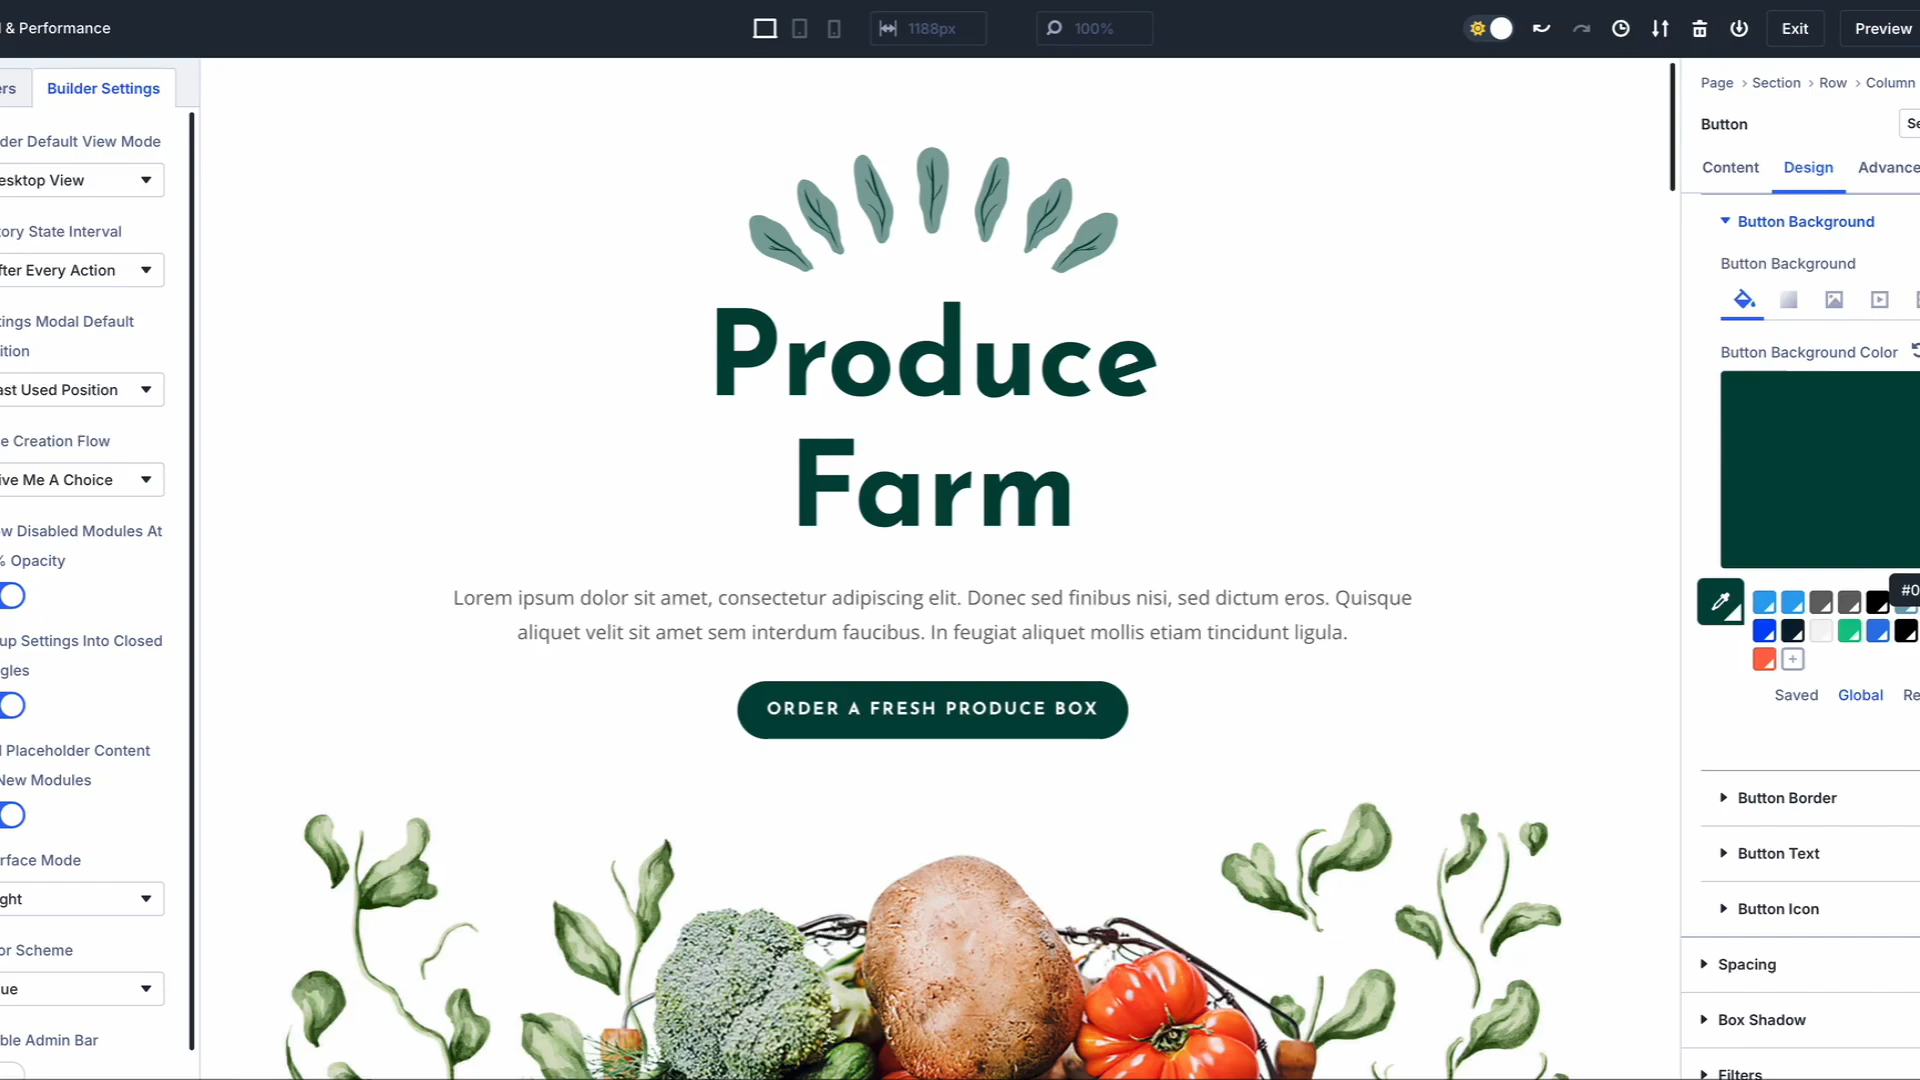 l & Performance
1188px
100%
Exit
Preview
ers
Builder Settings
der Default View Mode
esktop View
tory State Interval
fter Every Action
tings Modal Default
ition
ast Used Position
e Creation Flow
ive Me A Choice
w Disabled Modules At
% Opacity
up Settings Into Closed
gles
l Placeholder Content
New Modules
rface Mode
ght
or Scheme
ue
ble Admin Bar
Produce
Farm
Lorem ipsum dolor sit amet, consectetur adipiscing elit. Donec sed finibus nisi, sed dictum eros. Quisque
aliquet velit sit amet sem interdum faucibus. In feugiat aliquet mollis etiam tincidunt ligula.
ORDER A FRESH PRODUCE BOX
Page > Section > Row > Column
Button
Se
Content
Design
Advance
Button Background
Button Background
Button Background Color
#0
Saved
Global
Re
Button Border
Button Text
Button Icon
Spacing
Box Shadow
Filters